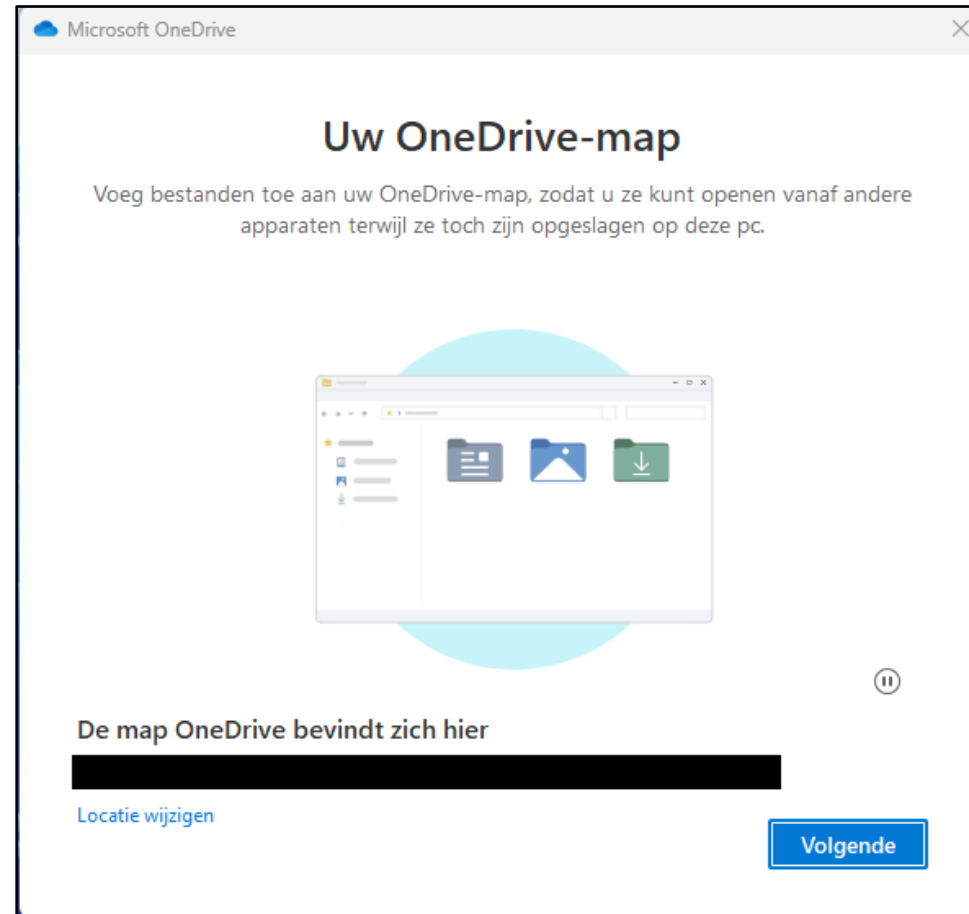 Microsoft OneDrive
Uw OneDrive-map
Voeg bestanden toe aan uw OneDrive-map, zodat u ze kunt openen vanaf andere
apparaten terwijl ze toch zijn opgeslagen op deze pc.
De map OneDrive bevindt zich hier
Locatie wijzigen
Volgende